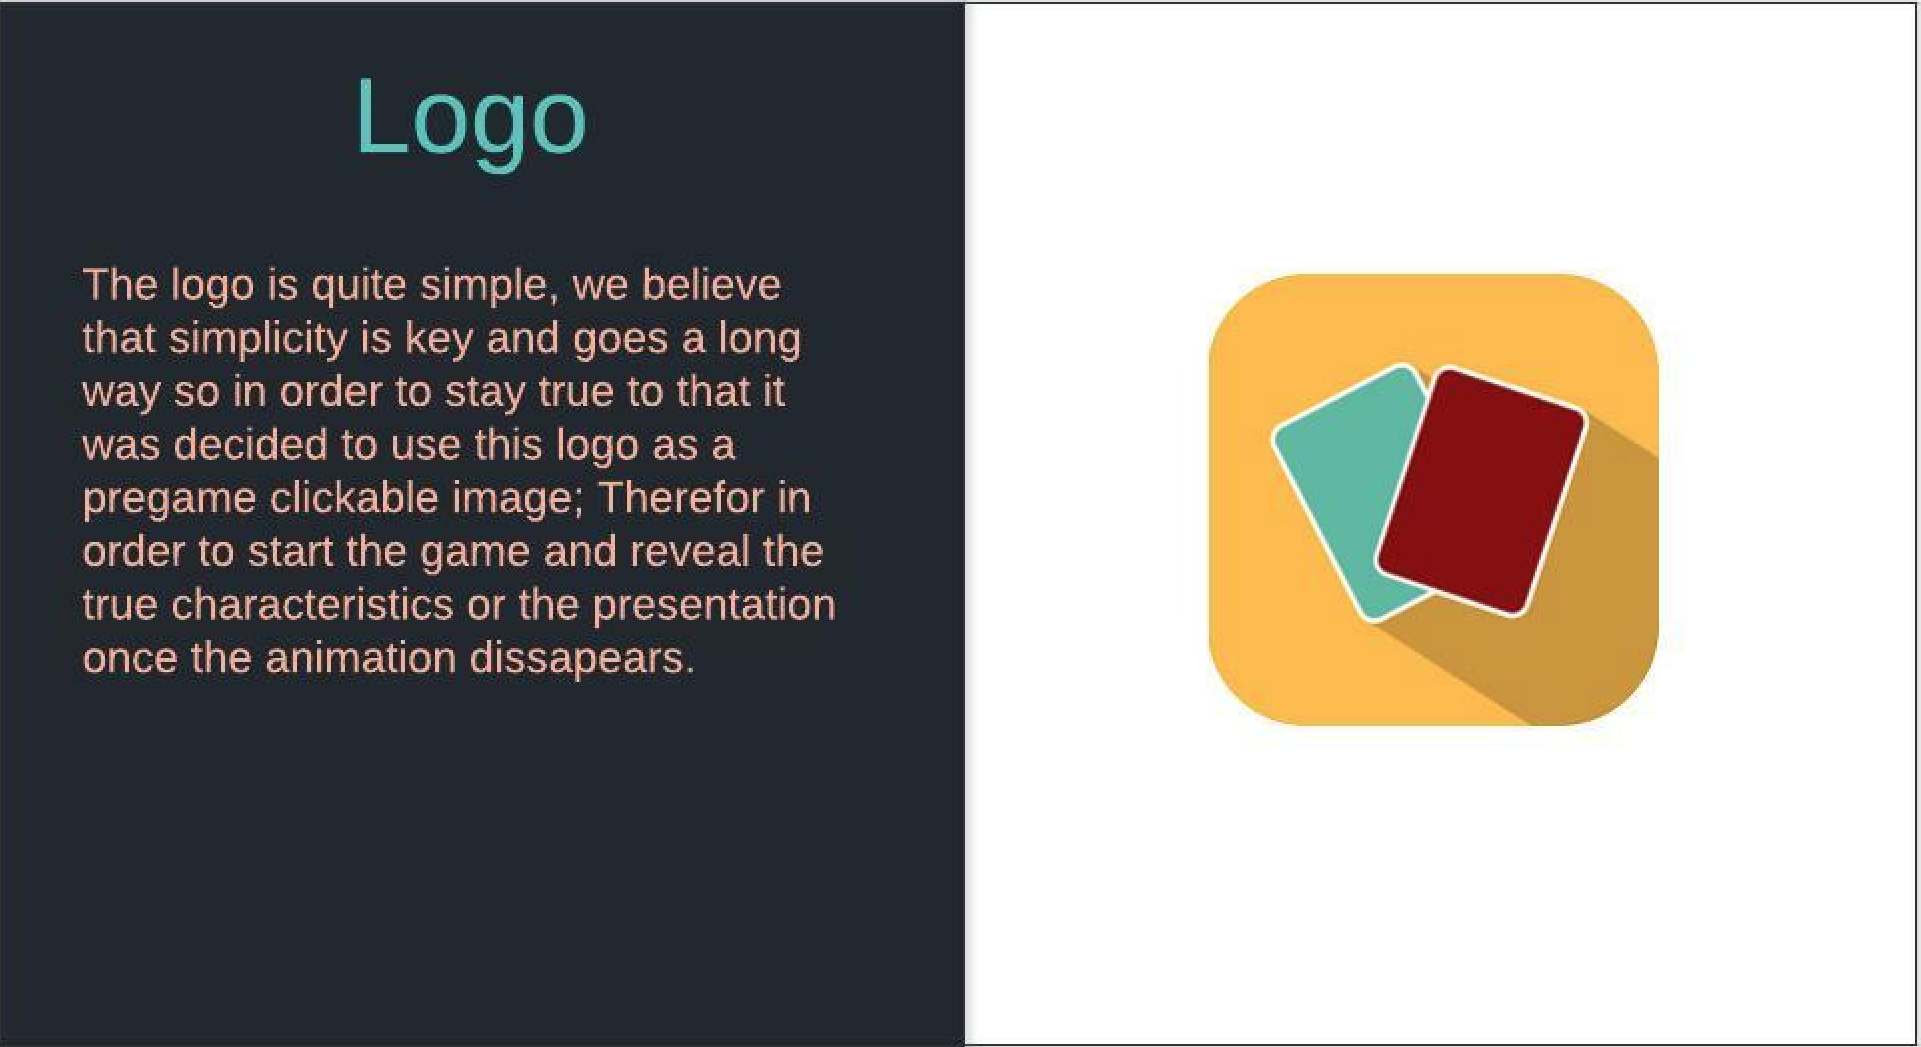 Logo
The logo is quite simple, we believe
that simplicity is key and goes a long
way so in order to stay true to that it
was decided to use this logo as a
pregame clickable image; Therefor in
order to start the game and reveal the
true characteristics or the presentation
once the animation dissapears.